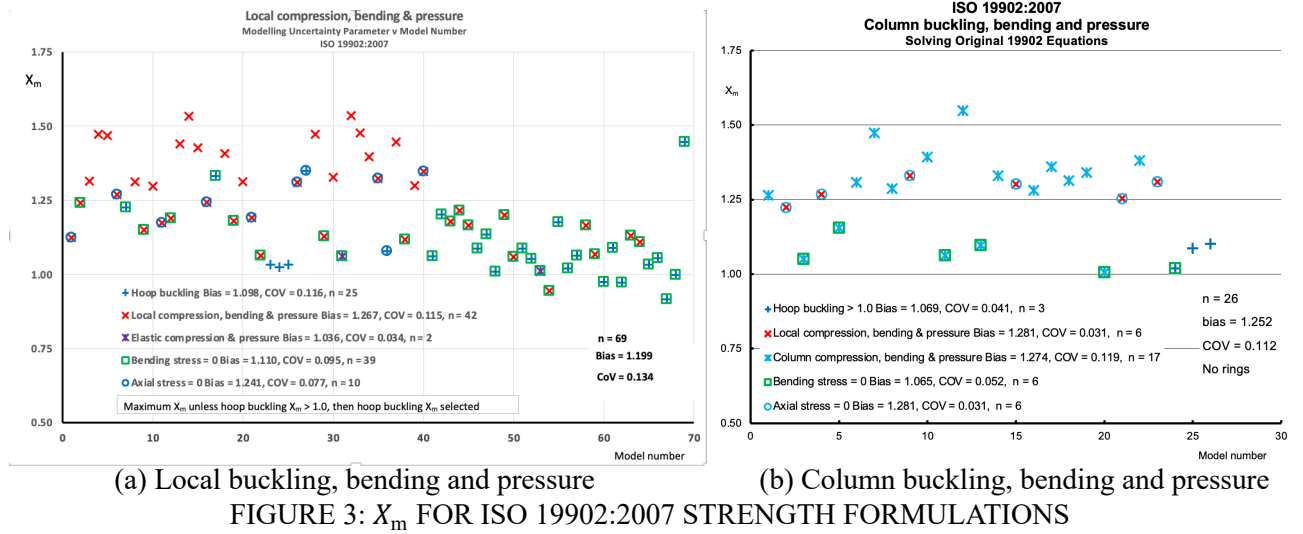 Local compression, bending & pressure
Modelling Uncertainty Parameter v Model Number
ISO 19902:2007
1.75
Xm
1.50
1.25
1.00
0.75
0.50
+ Hoop buckling Bias = 1.098, COV = 0.116, n = 25
Local compression, bending & pressure Bias = 1.267, COV = 0.115, n = 42
Elastic compression & pressure Bias = 1.036, COV = 0.034, n = 2
Bending stress = 0 Bias = 1.110, COV = 0.095, n = 39
Axial stress = 0 Bias = 1.241, COV = 0.077, n = 10
Maximum Xm unless hoop buckling Xm > 1.0, then hoop buckling Xm selected
n = 69
Bias = 1.199
CoV = 0.134
0 10 20 30 40 50 60 70
Model number
(a) Local buckling, bending and pressure
ISO 19902:2007
Column buckling, bending and pressure
Solving Original 19902 Equations
1.75
Xm
1.50
1.25
1.00
0.75
0.50
Hoop buckling > 1.0 Bias = 1.069, COV = 0.041, n = 3
Local compression, bending & pressure Bias = 1.281, COV = 0.031, n = 6
Column compression, bending & pressure Bias = 1.274, COV = 0.119, n = 17
Bending stress = 0 Bias = 1.065, COV = 0.052, n = 6
Axial stress = 0 Bias = 1.281, COV = 0.031, n = 6
n = 26
bias = 1.252
COV = 0.112
No rings
0 5 10 15 20 25 30
Model number
(b) Column buckling, bending and pressure
FIGURE 3: Xm FOR ISO 19902:2007 STRENGTH FORMULATIONS